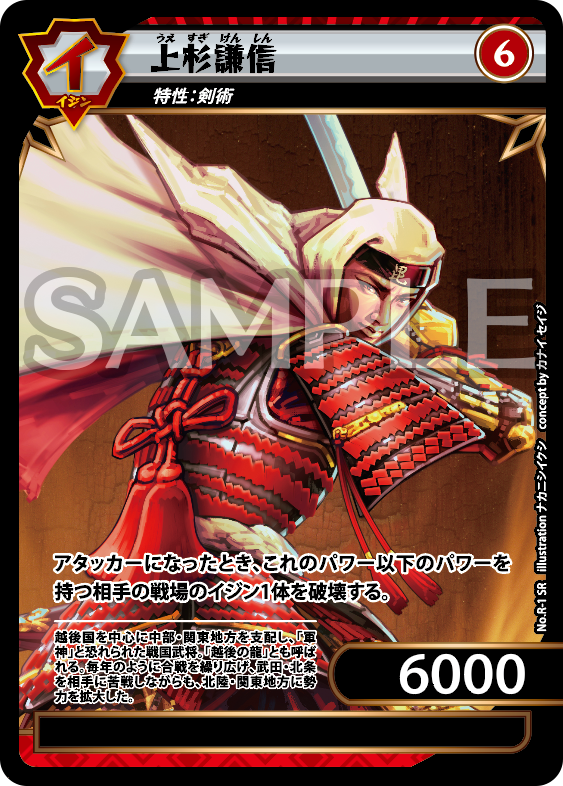 イ
イジン
うえ すぎ けん しん
上杉謙信
6
特性：剣術
SAMPLE
アタッカーになったとき、これのパワー以下のパワーを
持つ相手の戦場のイジン1体を破壊する。
越後国を中心に中部・関東地方を支配し、「軍
神」と恐れられた戦国武将。「越後の龍」とも呼ば
れる。毎年のように合戦を繰り広げ、武田・北条
を相手に苦戦しながらも、北陸・関東地方に勢
力を拡大した。
6000
No.R-1 SR illustration ナカニシイクシ concept by カナイ セイジ